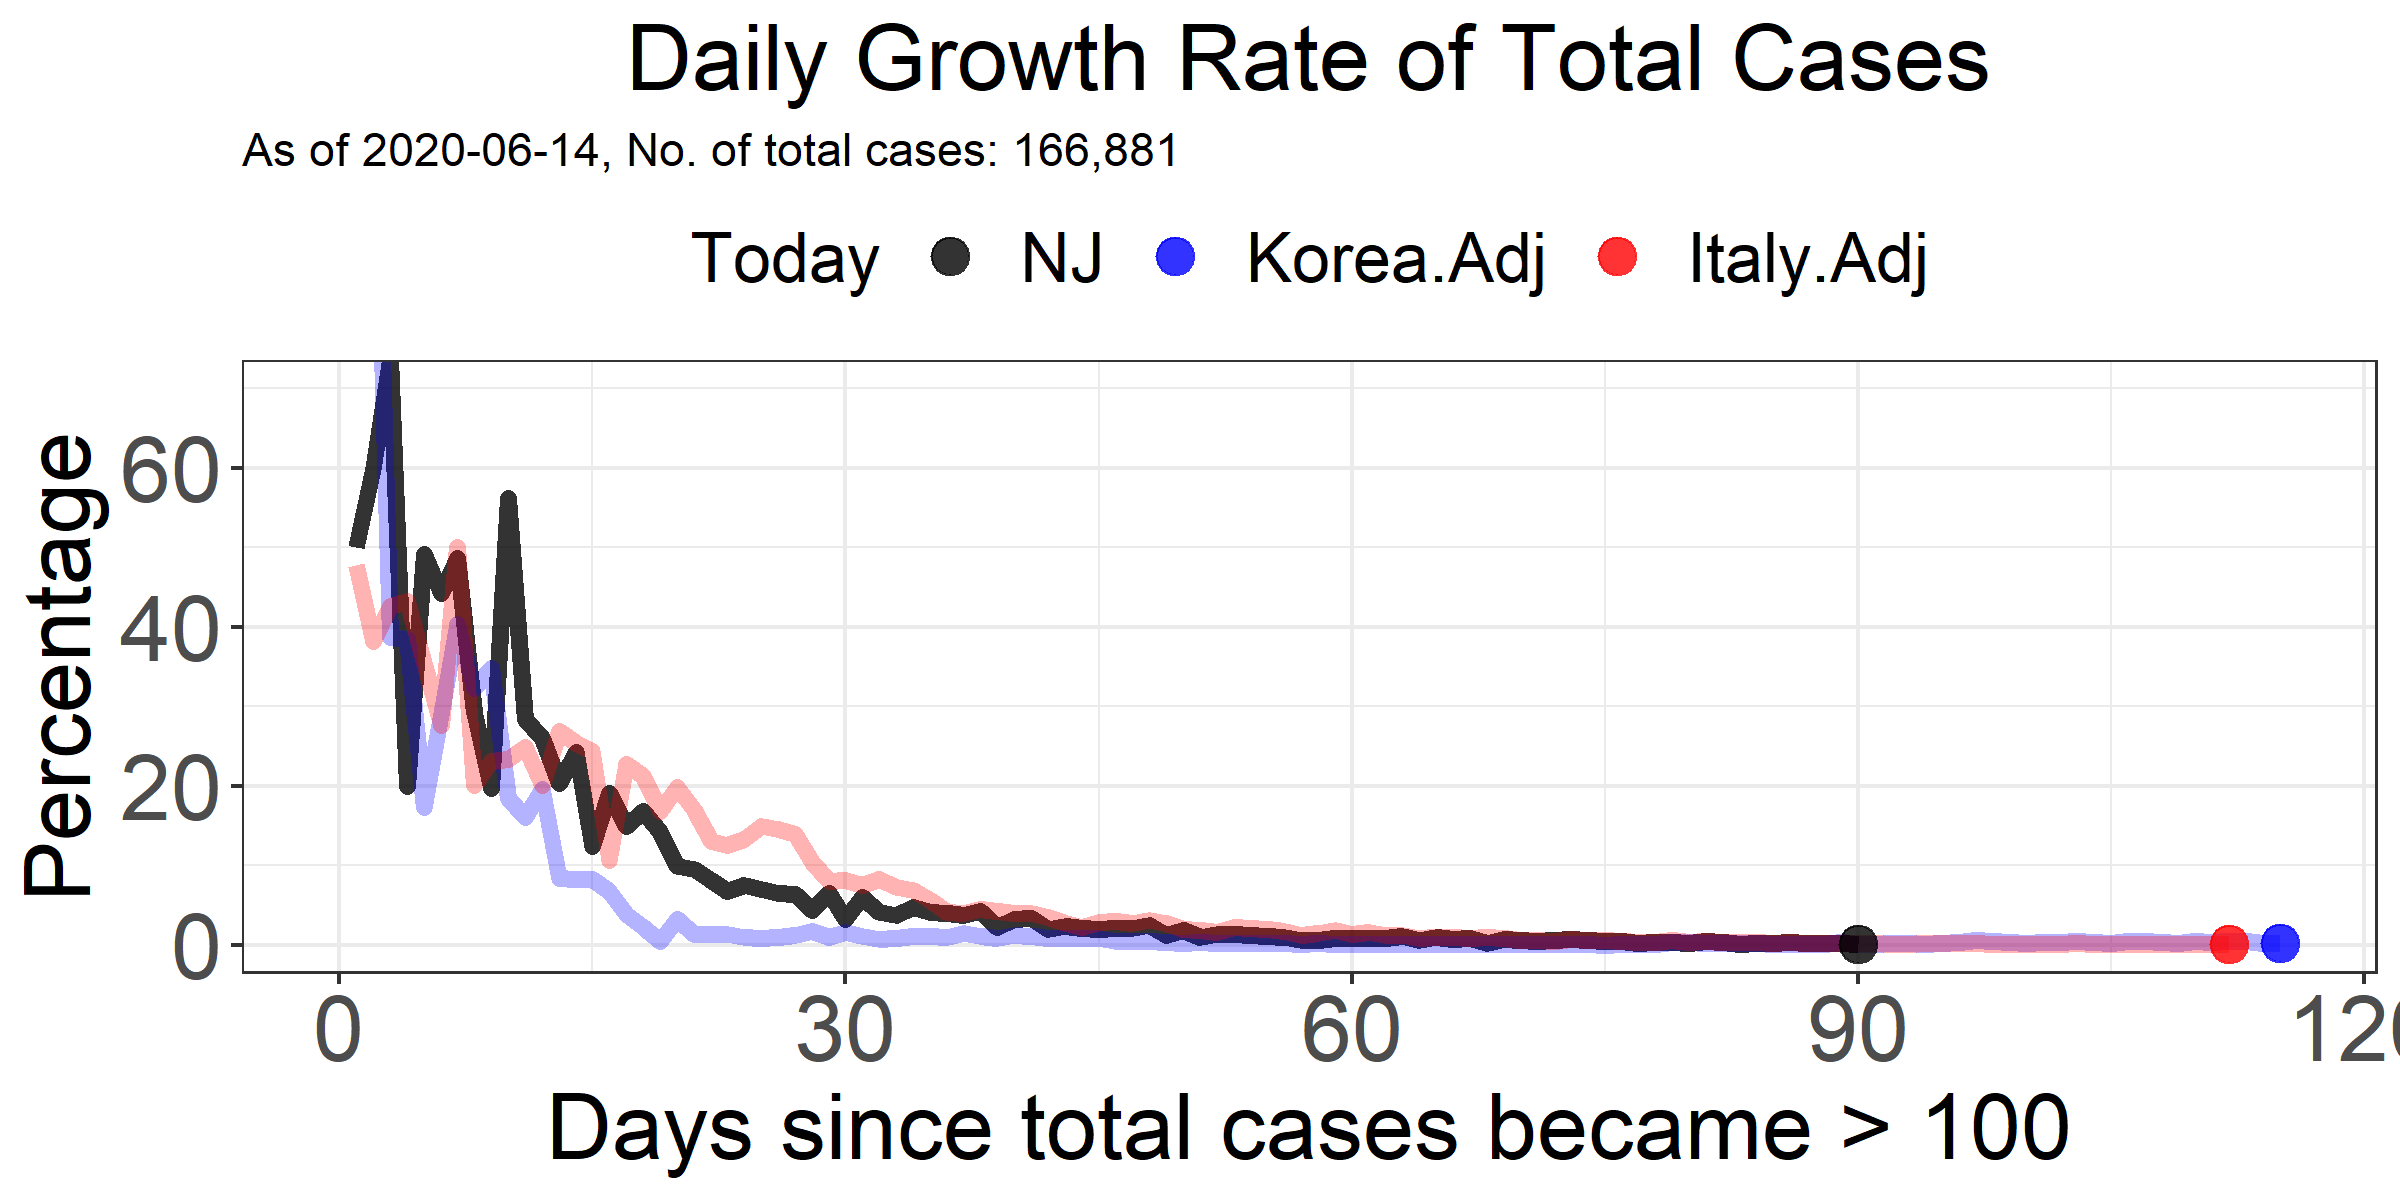 Daily Growth Rate of Total Cases
As of 2020-06-14, No. of total cases: 166,881
Today NJ Korea.Adj Italy.Adj
Percentage
60
40
20
0
0 30 60 90 120
Days since total cases became > 100